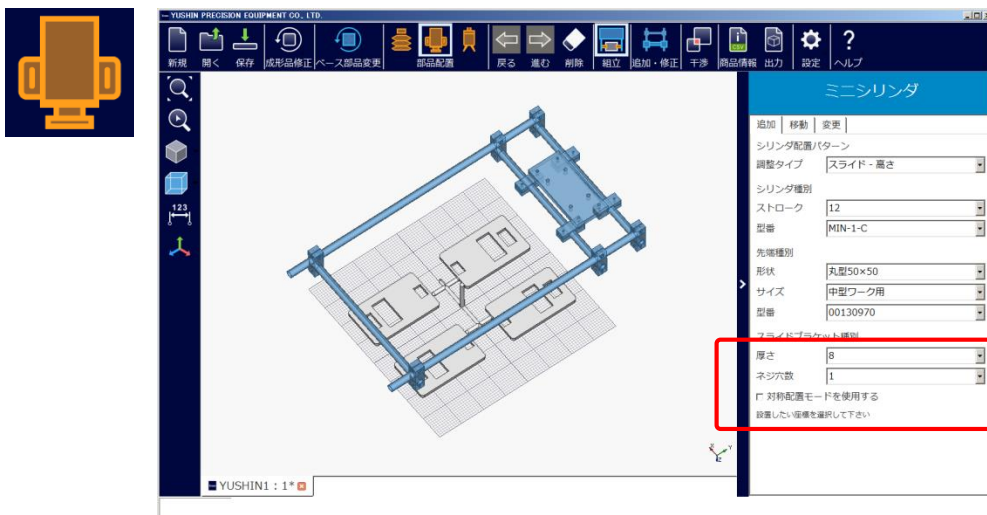 YUSHIN PRECISION EQUIPMENT CO., LTD.
新規 開く 保存 成形品修正 ベース部品変更 部品配置 戻る 進む 削除 組立 追加・修正 干渉 商品情報 出力 設定 ヘルプ
CSV
?
123
ミニシリンダ
追加 移動 変更
シリンダ配置パターン
調整タイプ スライド - 高さ
シリンダ種別
ストローク 12
型番 MIN-1-C
先端種別
形状 丸型50×50
サイズ 中型ワーク用
型番 00130970
スライドブラケット種別
厚さ 8
ネジ穴数 1
対称配置モードを使用する
設置したい座標を選択して下さい
YUSHIN1 : 1*